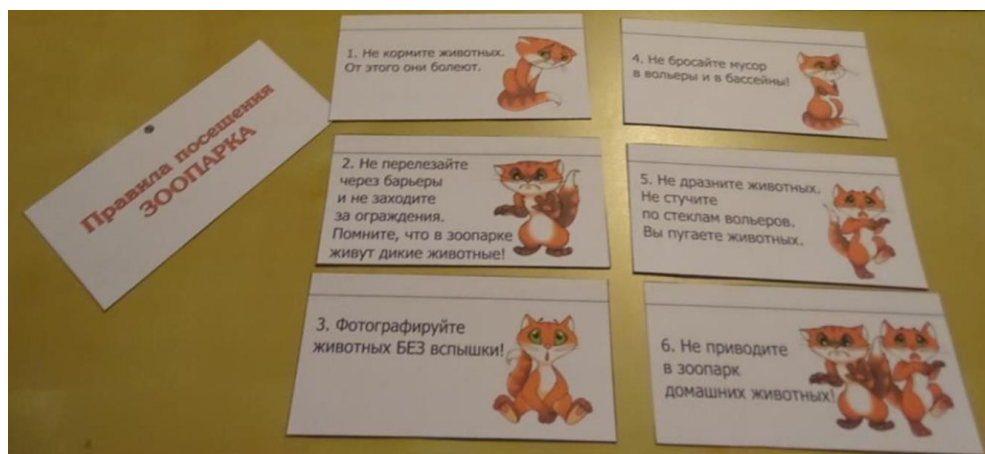 Правила посещения
ЗООПАРКА
1. Не кормите животных.
От этого они болеют.
2. Не перелезайте
через барьеры
и не заходите
за ограждения.
Помните, что в зоопарке
живут дикие животные!
3. Фотографируйте
животных БЕЗ вспышки!
4. Не бросайте мусор
в вольеры и в бассейны!
5. Не дразните животных.
Не стучите
по стеклам вольеров.
Вы пугаете животных.
6. Не приводите
в зоопарк
домашних животных!